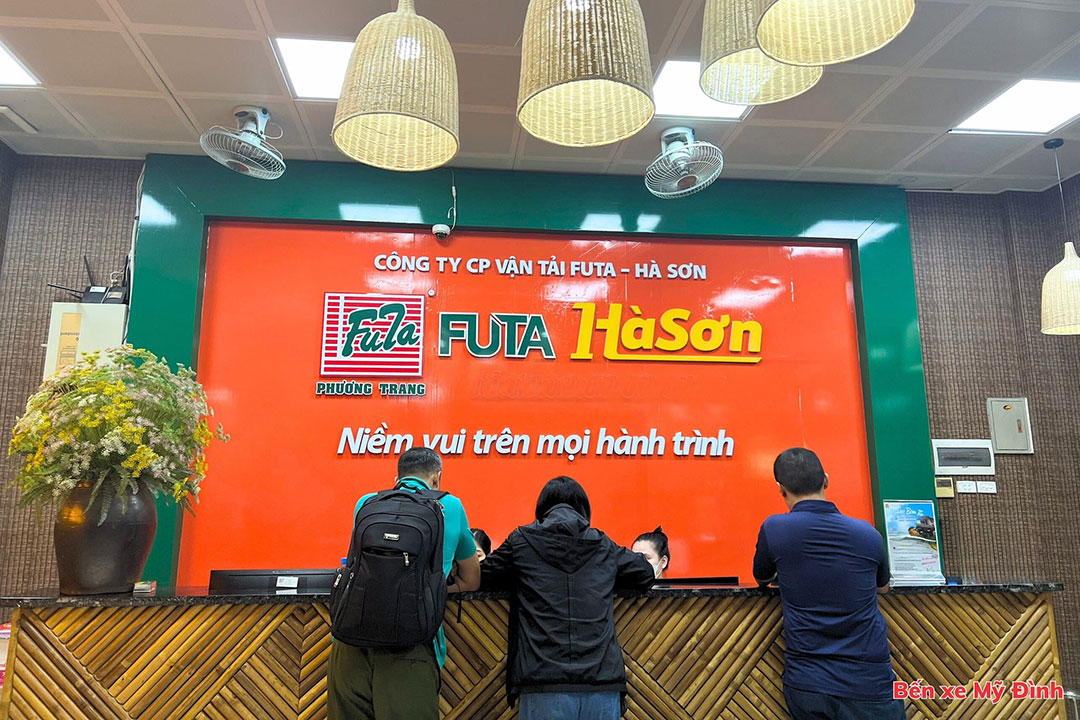 CÔNG TY CP VẬN TẢI FUTA – HÀ SƠN
FuTa
PHƯƠNG TRANG
FUTA HàSơn
Niềm vui trên mọi hành trình
Bến xe Mỹ Đình